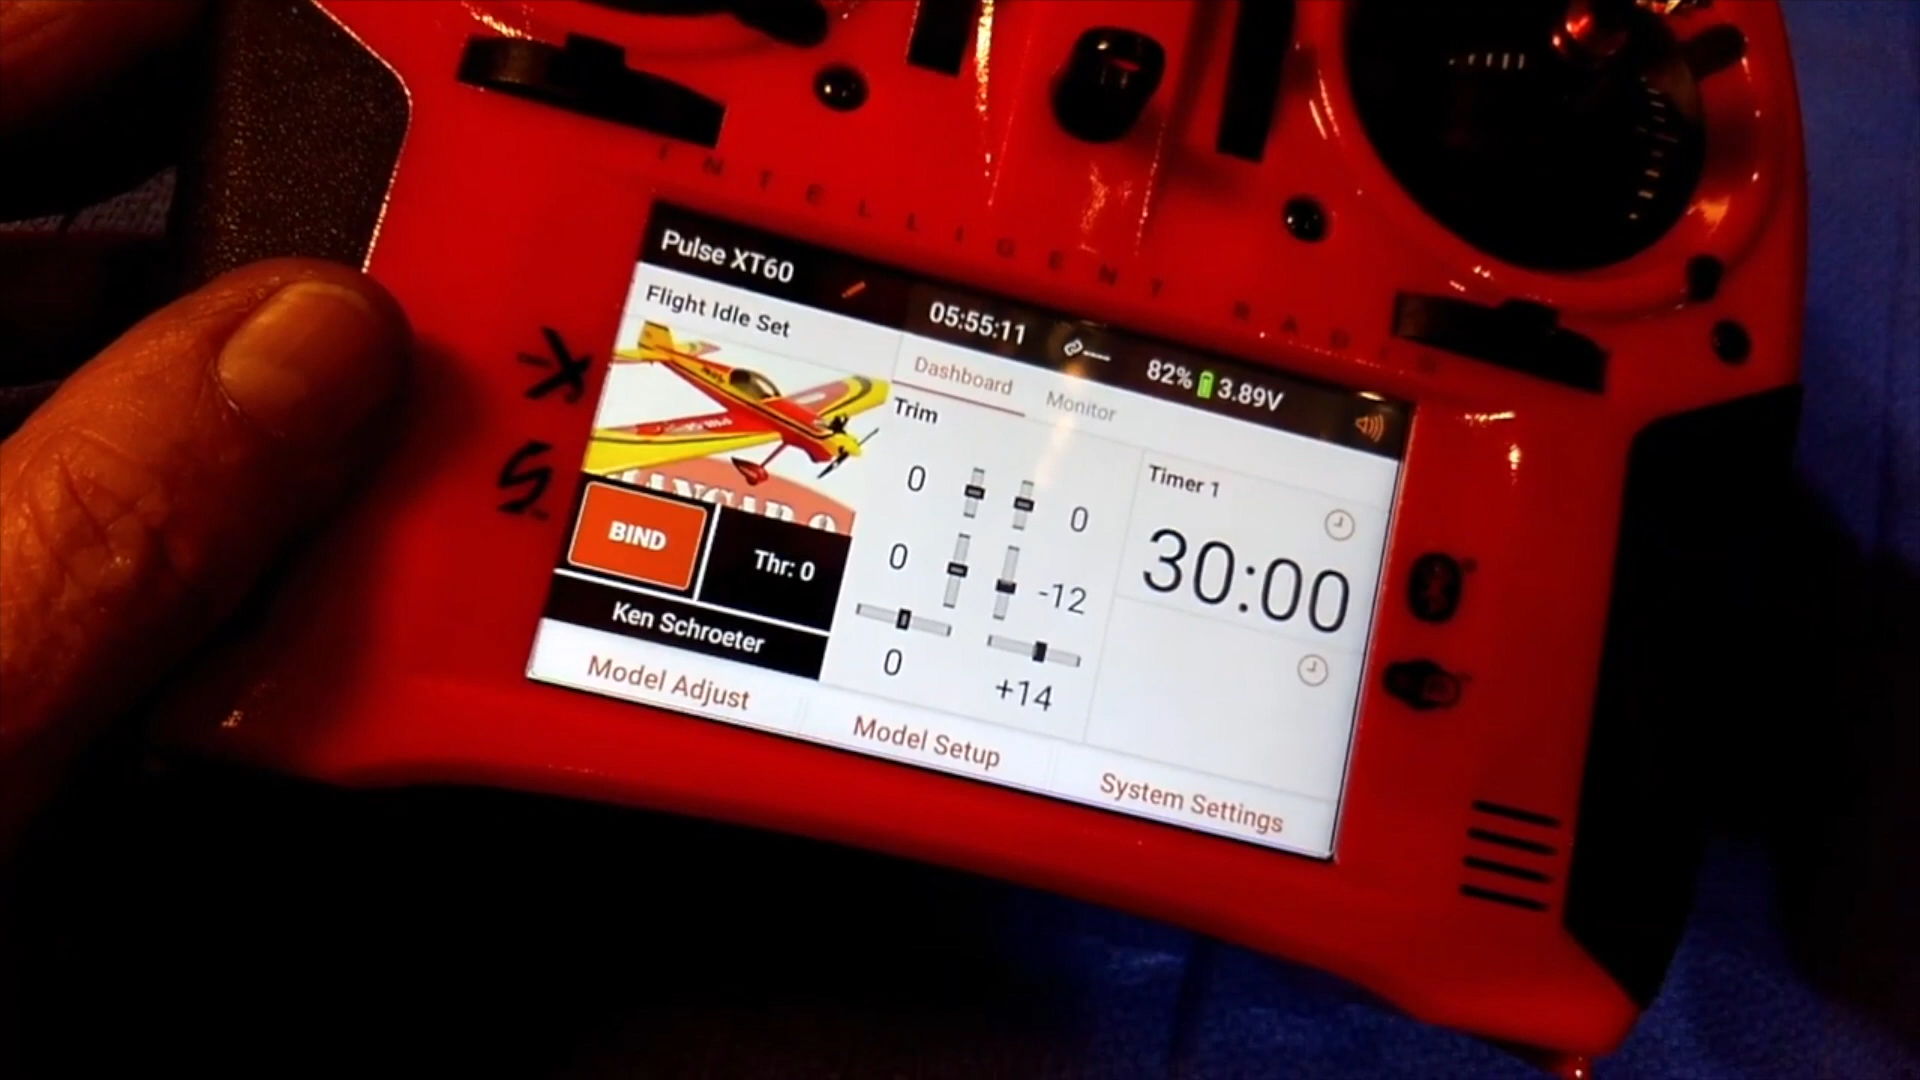 INTELLIGENT RADIO
Pulse XT60
05:55:11
82% 3.89V
Flight Idle Set
Dashboard
Monitor
Trim
0
0
0
-12
0
+14
Timer 1
30:00
BIND
Thr: 0
Ken Schroeter
Model Adjust
Model Setup
System Settings